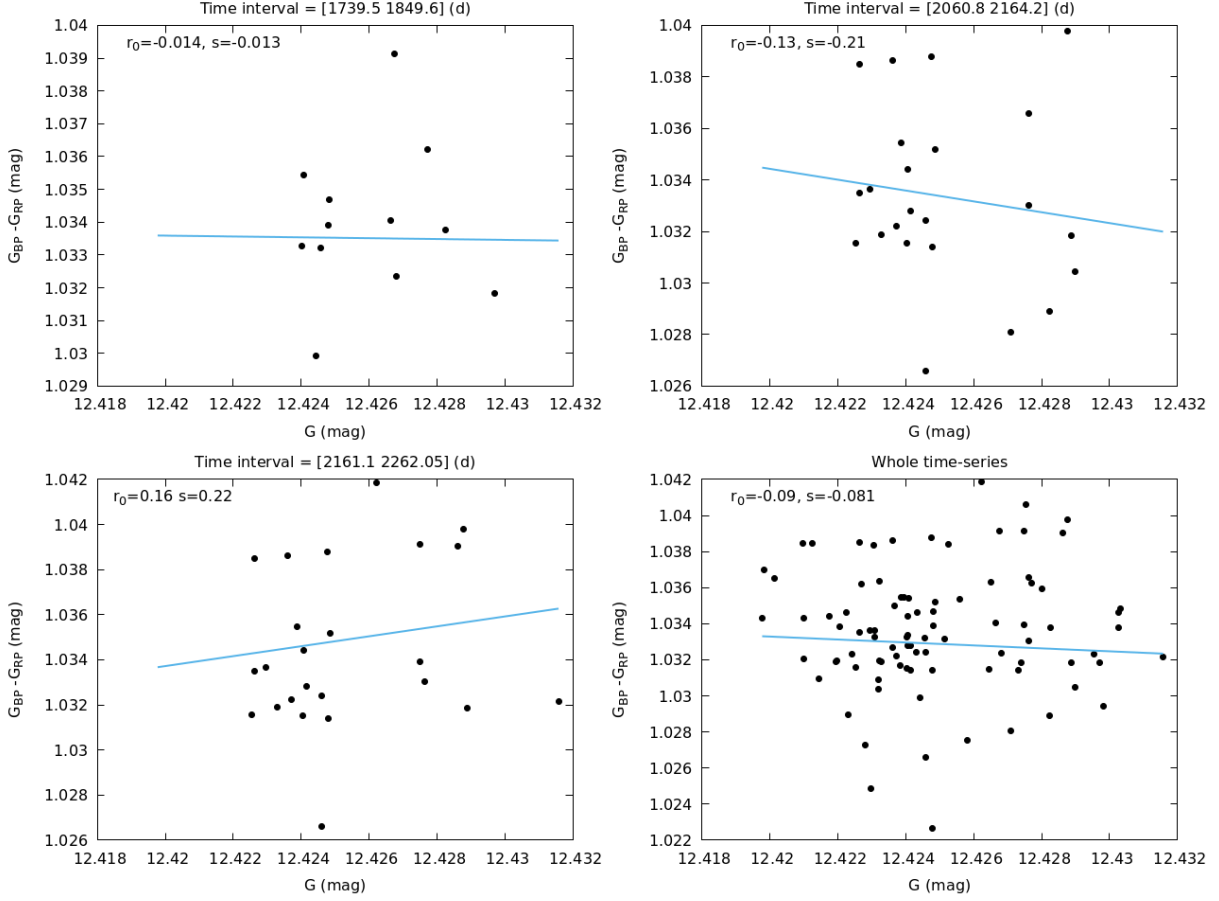 Time interval = [1739.5 1849.6] (d)
r0=-0.014, s=-0.013
1.04
1.039
1.038
1.037
1.036
1.035
1.034
1.033
1.032
1.031
1.03
1.029
GBP -GRP (mag)
12.418 12.42 12.422 12.424 12.426 12.428 12.43 12.432
G (mag)
Time interval = [2060.8 2164.2] (d)
r0=-0.13, s=-0.21
1.04
1.038
1.036
1.034
1.032
1.03
1.028
1.026
GBP -GRP (mag)
12.418 12.42 12.422 12.424 12.426 12.428 12.43 12.432
G (mag)
Time interval = [2161.1 2262.05] (d)
r0=0.16 s=0.22
1.042
1.04
1.038
1.036
1.034
1.032
1.03
1.028
1.026
GBP -GRP (mag)
12.418 12.42 12.422 12.424 12.426 12.428 12.43 12.432
G (mag)
Whole time-series
r0=-0.09, s=-0.081
1.042
1.04
1.038
1.036
1.034
1.032
1.03
1.028
1.026
1.024
1.022
GBP -GRP (mag)
12.418 12.42 12.422 12.424 12.426 12.428 12.43 12.432
G (mag)